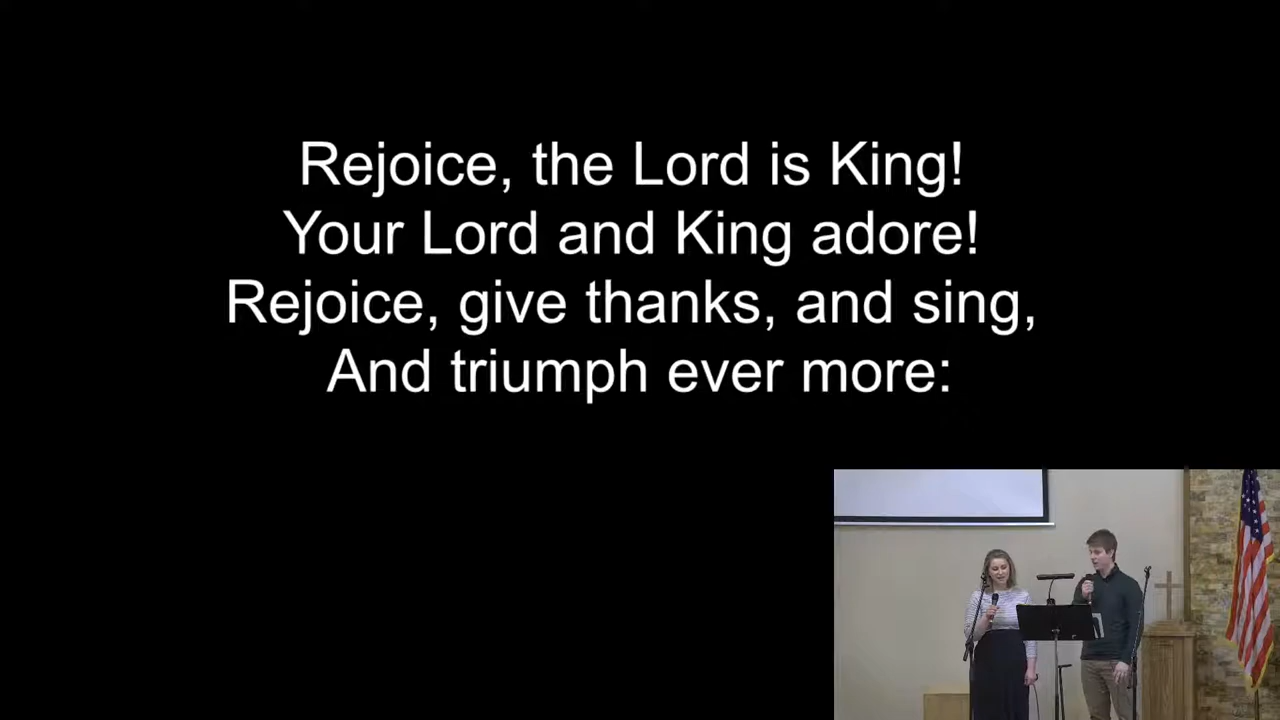 Rejoice, the Lord is King!
Your Lord and King adore!
Rejoice, give thanks, and sing,
And triumph ever more: